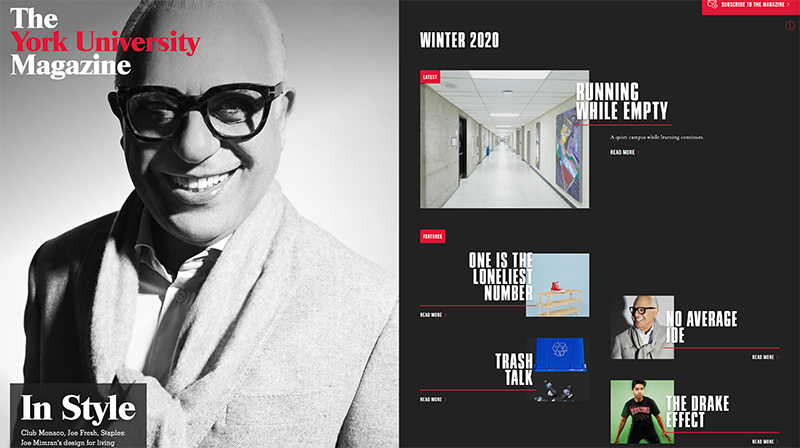 The
York University
Magazine
In Style
Club Monaco, Joe Fresh, Staples:
Joe Mimran's design for living
SUBSCRIBE TO THE MAGAZINE >
WINTER 2020
LATEST
RUNNING
WHILE EMPTY
A quiet campus while learning continues.
READ MORE >
FEATURES
ONE IS THE
LONELIEST
NUMBER
READ MORE >
NO AVERAGE
JOE
READ MORE >
TRASH
TALK
READ MORE >
THE DRAKE
EFFECT
READ MORE >